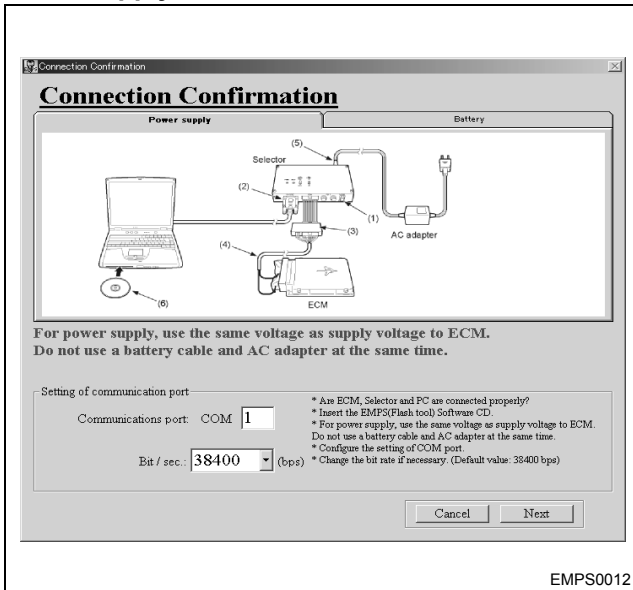 Connection Confirmation
Connection Confirmation
Power supply
Battery
(5)
Selector
(2)
(1)
(3)
AC adapter
(4)
(6)
ECM
For power supply, use the same voltage as supply voltage to ECM.
Do not use a battery cable and AC adapter at the same time.
Setting of communication port
Communications port: COM 1
Bit / sec.: 38400 (bps)
* Are ECM, Selector and PC are connected properly?
* Insert the EMPS(Flash tool) Software CD.
* For power supply, use the same voltage as supply voltage to ECM.
Do not use a battery cable and AC adapter at the same time.
* Configure the setting of COM port.
* Change the bit rate if necessary. (Default value: 38400 bps)
Cancel
Next
EMPS0012